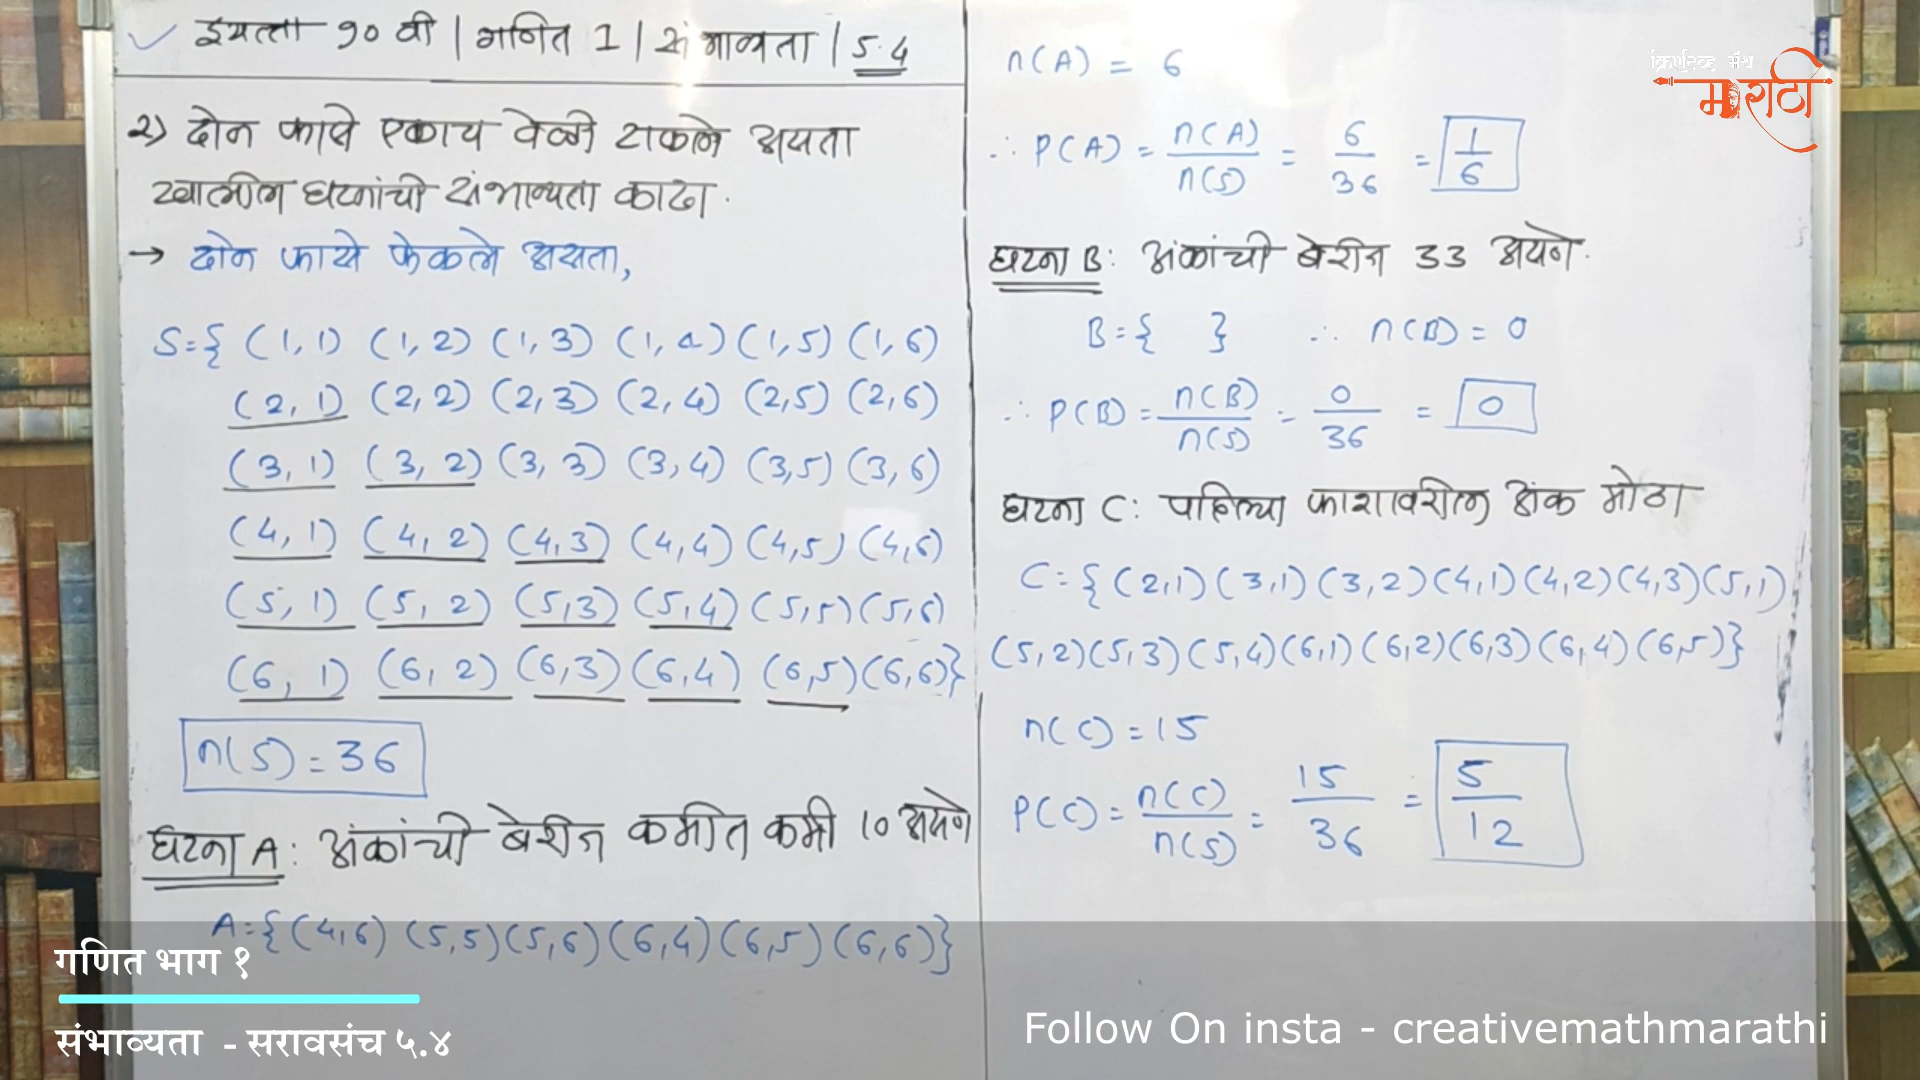 इयत्ता १० वी | गणित 1 | संभाव्यता | 5.4
२) दोन फासे एकाच वेळी टाकले असता
खालील घटनांची संभाव्यता काढा.
→ दोन फासे फेकले असता,
S={ (1,1) (1,2) (1,3) (1,4) (1,5) (1,6)
(2,1) (2,2) (2,3) (2,4) (2,5) (2,6)
(3,1) (3,2) (3,3) (3,4) (3,5) (3,6)
(4,1) (4,2) (4,3) (4,4) (4,5) (4,6)
(5,1) (5,2) (5,3) (5,4) (5,5) (5,6)
(6,1) (6,2) (6,3) (6,4) (6,5) (6,6)}
n(S) = 36
घटना A: अंकांची बेरीज कमीत कमी 10 असणे
A={(4,6) (5,5) (5,6) (6,4) (6,5) (6,6)}
n(A) = 6
∴ P(A) = n(A)/n(S) = 6/36 = 1/6
घटना B: अंकांची बेरीज 33 असणे.
B={ } ∴ n(B) = 0
∴ P(B) = n(B)/n(S) = 0/36 = 0
घटना C: पहिल्या फाशावरील अंक मोठा
C={(2,1)(3,1)(3,2)(4,1)(4,2)(4,3)(5,1)
(5,2)(5,3)(5,4)(6,1)(6,2)(6,3)(6,4)(6,5)}
n(C) = 15
P(C) = n(C)/n(S) = 15/36 = 5/12
क्रिएटिव्ह मॅथ
मराठी
गणित भाग १
संभाव्यता - सरावसंच ५.४
Follow On insta - creativemathmarathi